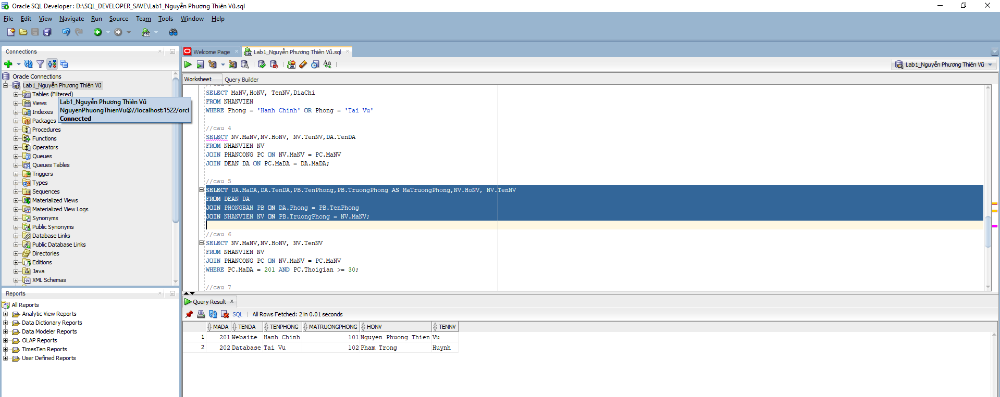 Oracle SQL Developer : D:\SQL_DEVELOPER_SAVE\Lab1_Nguyễn Phương Thiên Vũ.sql
File Edit View Navigate Run Source Team Tools Window Help
Connections
Oracle Connections
Lab1_Nguyễn Phương Thiên Vũ
Tables (Filtered)
Views
Indexes
Packages
Procedures
Functions
Operators
Queues
Queues Tables
Triggers
Types
Sequences
Materialized Views
Materialized View Logs
Synonyms
Public Synonyms
Database Links
Public Database Links
Directories
Editions
Java
XML Schemas
Lab1_Nguyễn Phương Thiên Vũ
NguyenPhuongThienVu@//localhost:1522/orcl
Connected
Reports
All Reports
Analytic View Reports
Data Dictionary Reports
Data Modeler Reports
OLAP Reports
TimesTen Reports
User Defined Reports
Welcome Page
Lab1_Nguyễn Phương Thiên Vũ.sql
Lab1_Nguyễn Phương Thiên Vũ
Worksheet Query Builder
SELECT MaNV,HoNV, TenNV,DiaChi
FROM NHANVIEN
WHERE Phong = 'Hanh Chinh' OR Phong = 'Tai Vu'
//cau 4
SELECT NV.MaNV,NV.HoNV, NV.TenNV,DA.TenDA
FROM NHANVIEN NV
JOIN PHANCONG PC ON NV.MaNV = PC.MaNV
JOIN DEAN DA ON PC.MaDA = DA.MaDA;
//cau 5
SELECT DA.MaDA,DA.TenDA,PB.TenPhong,PB.TruongPhong AS MaTruongPhong,NV.HoNV, NV.TenNV
FROM DEAN DA
JOIN PHONGBAN PB ON DA.Phong = PB.TenPhong
JOIN NHANVIEN NV ON PB.TruongPhong = NV.MaNV;
//cau 6
SELECT NV.MaNV,NV.HoNV, NV.TenNV
FROM NHANVIEN NV
JOIN PHANCONG PC ON NV.MaNV = PC.MaNV
WHERE PC.MaDA = 201 AND PC.Thoigian >= 30;
//cau 7
Query Result
SQL | All Rows Fetched: 2 in 0.01 seconds
MADA TENDA TENPHONG MATRUONGPHONG HONV TENNV
1 201 Website Hanh Chinh 101 Nguyen Phuong Thien Vu
2 202 Database Tai Vu 102 Pham Trong Huynh